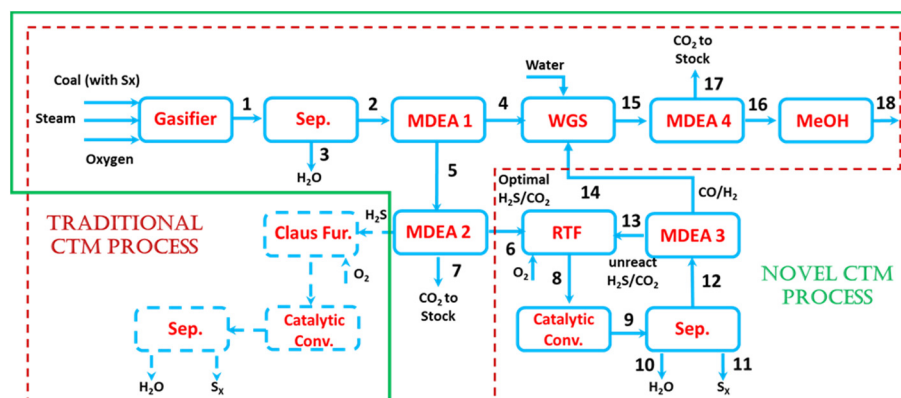 CO₂ to
Stock
17
Water
Coal (with Sx)
Steam
Oxygen
Gasifier
1
Sep.
2
MDEA 1
4
WGS
15
MDEA 4
16
MeOH
18
3
H₂O
5
Optimal
H₂S/CO₂
14
CO/H₂
TRADITIONAL
CTM PROCESS
Claus Fur.
H₂S
MDEA 2
6
RTF
13
MDEA 3
O₂
7
CO₂ to
Stock
O₂
8
unreact
H₂S/CO₂
12
NOVEL CTM
PROCESS
Sep.
Catalytic
Conv.
Catalytic
Conv.
9
Sep.
H₂O
Sₓ
10
H₂O
11
Sₓ